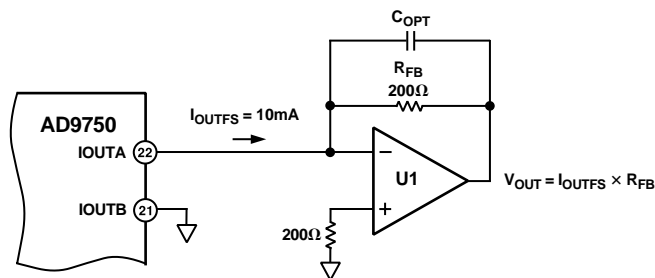 C_OPT
R_FB
200Ω
AD9750
I_OUTFS = 10mA
IOUTA
22
–
U1
V_OUT = I_OUTFS × R_FB
IOUTB
21
+
200Ω